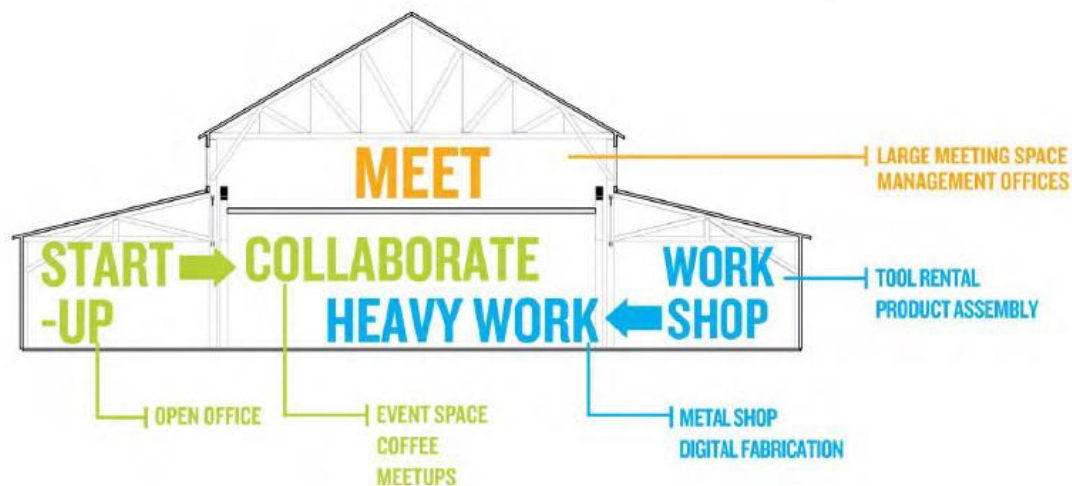 MEET
LARGE MEETING SPACE
MANAGEMENT OFFICES
START
-UP
COLLABORATE
HEAVY WORK
WORK
SHOP
TOOL RENTAL
PRODUCT ASSEMBLY
OPEN OFFICE
EVENT SPACE
COFFEE
MEETUPS
METAL SHOP
DIGITAL FABRICATION